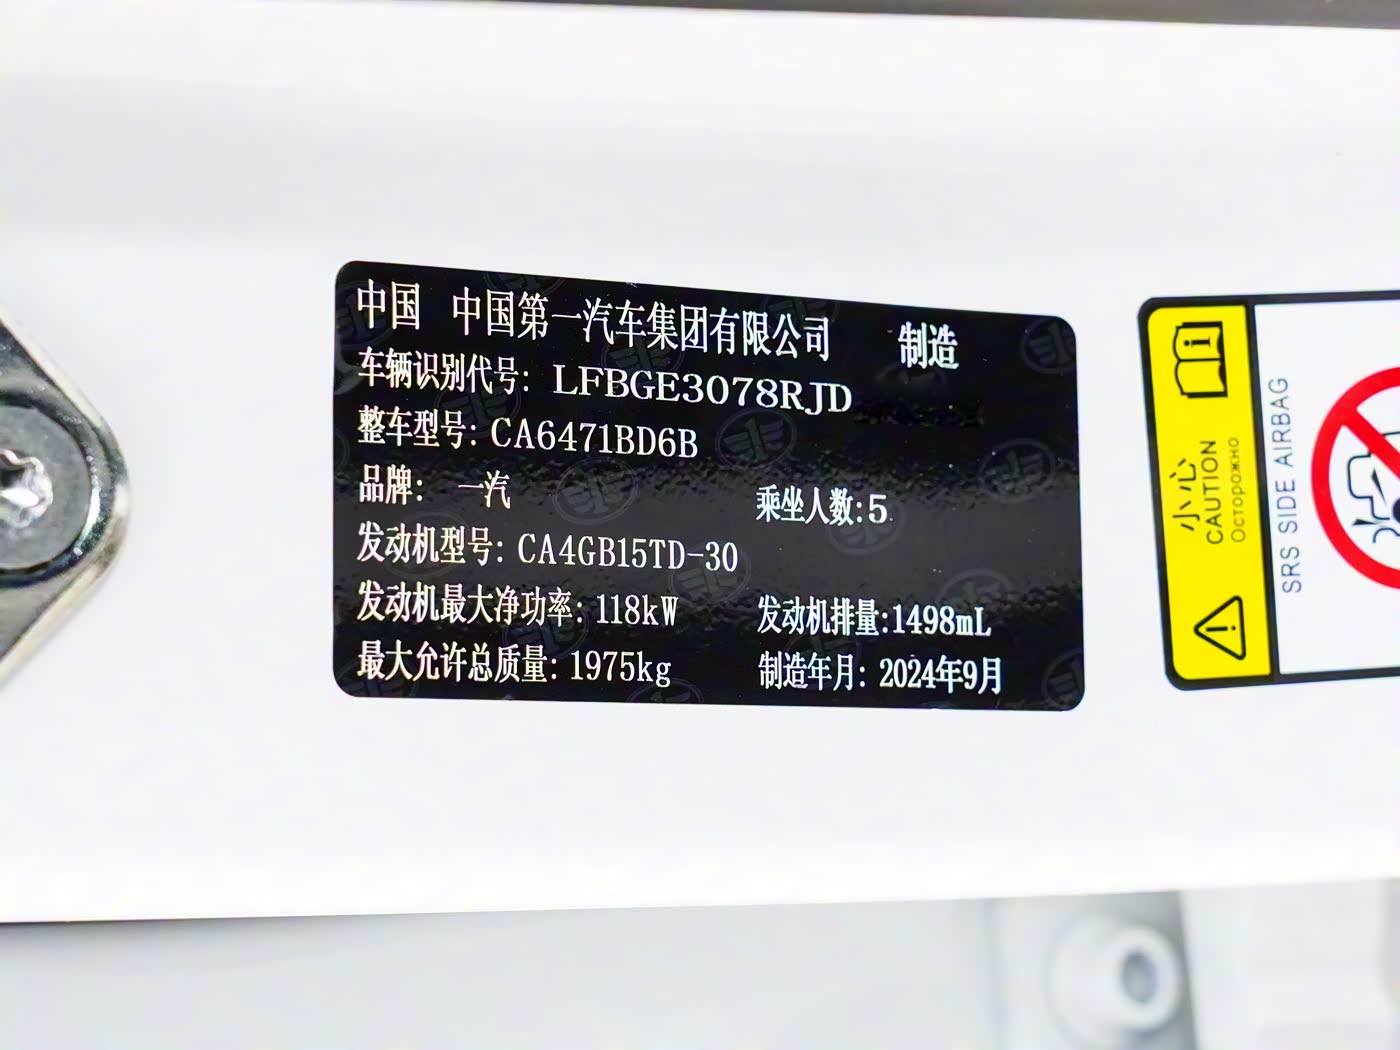 中国 中国第一汽车集团有限公司 制造
车辆识别代号: LFBGE3078RJD
整车型号: CA6471BD6B
品牌: 一汽 乘坐人数:5
发动机型号: CA4GB15TD-30
发动机最大净功率: 118kW 发动机排量:1498mL
最大允许总质量: 1975kg 制造年月: 2024年9月
小心
CAUTION
Осторожно
SRS SIDE AIRBAG